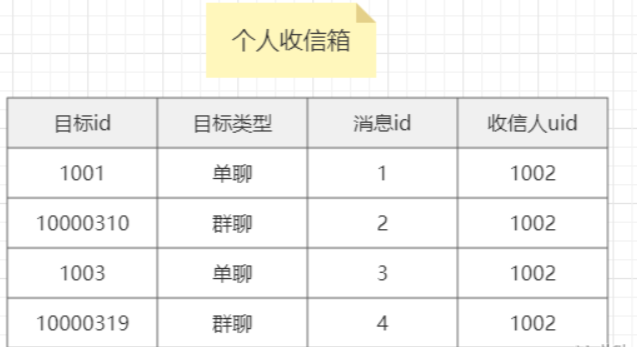 个人收信箱
目标id 目标类型 消息id 收信人uid
1001 单聊 1 1002
10000310 群聊 2 1002
1003 单聊 3 1002
10000319 群聊 4 1002